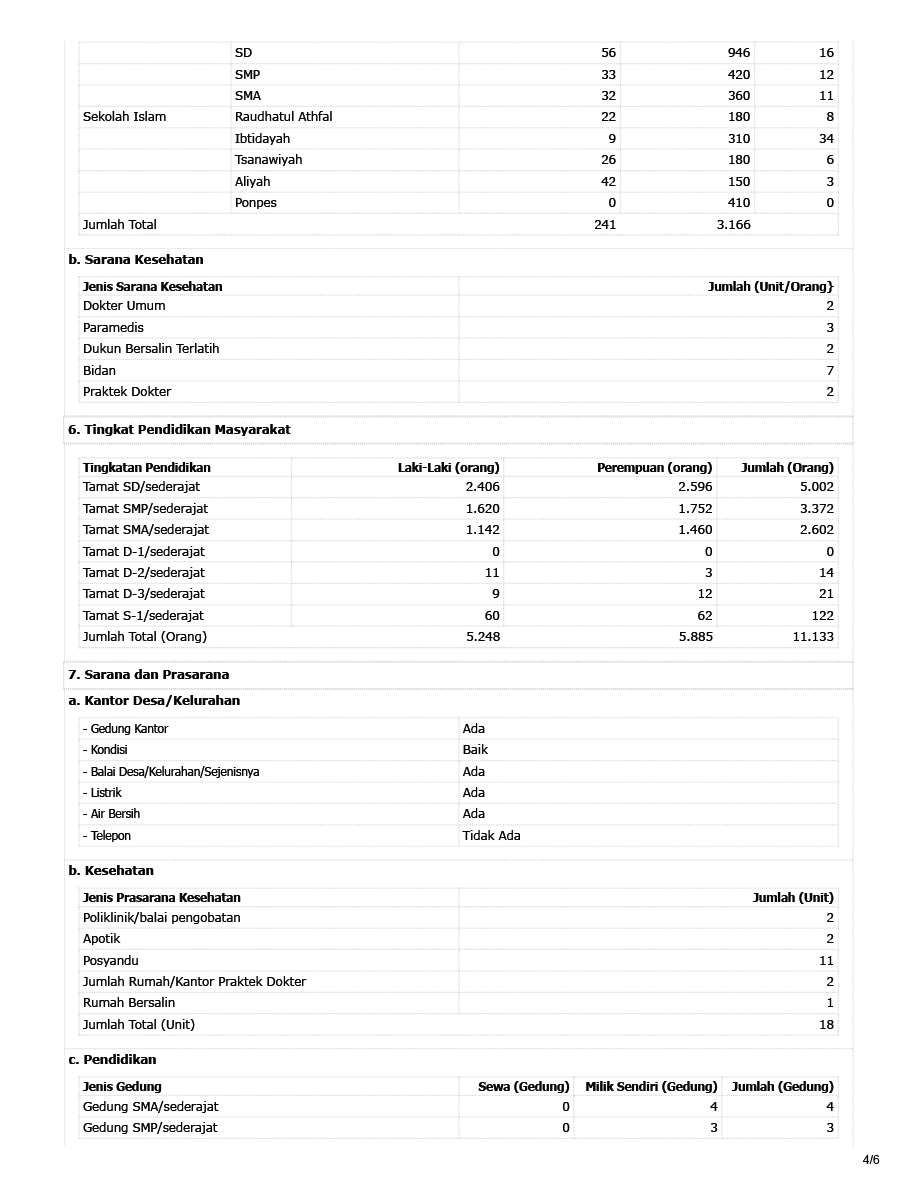 SD 56 946 16
SMP 33 420 12
SMA 32 360 11
Sekolah Islam Raudhatul Athfal 22 180 8
Ibtidayah 9 310 34
Tsanawiyah 26 180 6
Aliyah 42 150 3
Ponpes 0 410 0
Jumlah Total 241 3.166
b. Sarana Kesehatan
Jenis Sarana Kesehatan Jumlah (Unit/Orang}
Dokter Umum 2
Paramedis 3
Dukun Bersalin Terlatih 2
Bidan 7
Praktek Dokter 2
6. Tingkat Pendidikan Masyarakat
Tingkatan Pendidikan Laki-Laki (orang) Perempuan (orang) Jumlah (Orang)
Tamat SD/sederajat 2.406 2.596 5.002
Tamat SMP/sederajat 1.620 1.752 3.372
Tamat SMA/sederajat 1.142 1.460 2.602
Tamat D-1/sederajat 0 0 0
Tamat D-2/sederajat 11 3 14
Tamat D-3/sederajat 9 12 21
Tamat S-1/sederajat 60 62 122
Jumlah Total (Orang) 5.248 5.885 11.133
7. Sarana dan Prasarana
a. Kantor Desa/Kelurahan
- Gedung Kantor Ada
- Kondisi Baik
- Balai Desa/Kelurahan/Sejenisnya Ada
- Listrik Ada
- Air Bersih Ada
- Telepon Tidak Ada
b. Kesehatan
Jenis Prasarana Kesehatan Jumlah (Unit)
Poliklinik/balai pengobatan 2
Apotik 2
Posyandu 11
Jumlah Rumah/Kantor Praktek Dokter 2
Rumah Bersalin 1
Jumlah Total (Unit) 18
c. Pendidikan
Jenis Gedung Sewa (Gedung) Milik Sendiri (Gedung) Jumlah (Gedung)
Gedung SMA/sederajat 0 4 4
Gedung SMP/sederajat 0 3 3
4/6